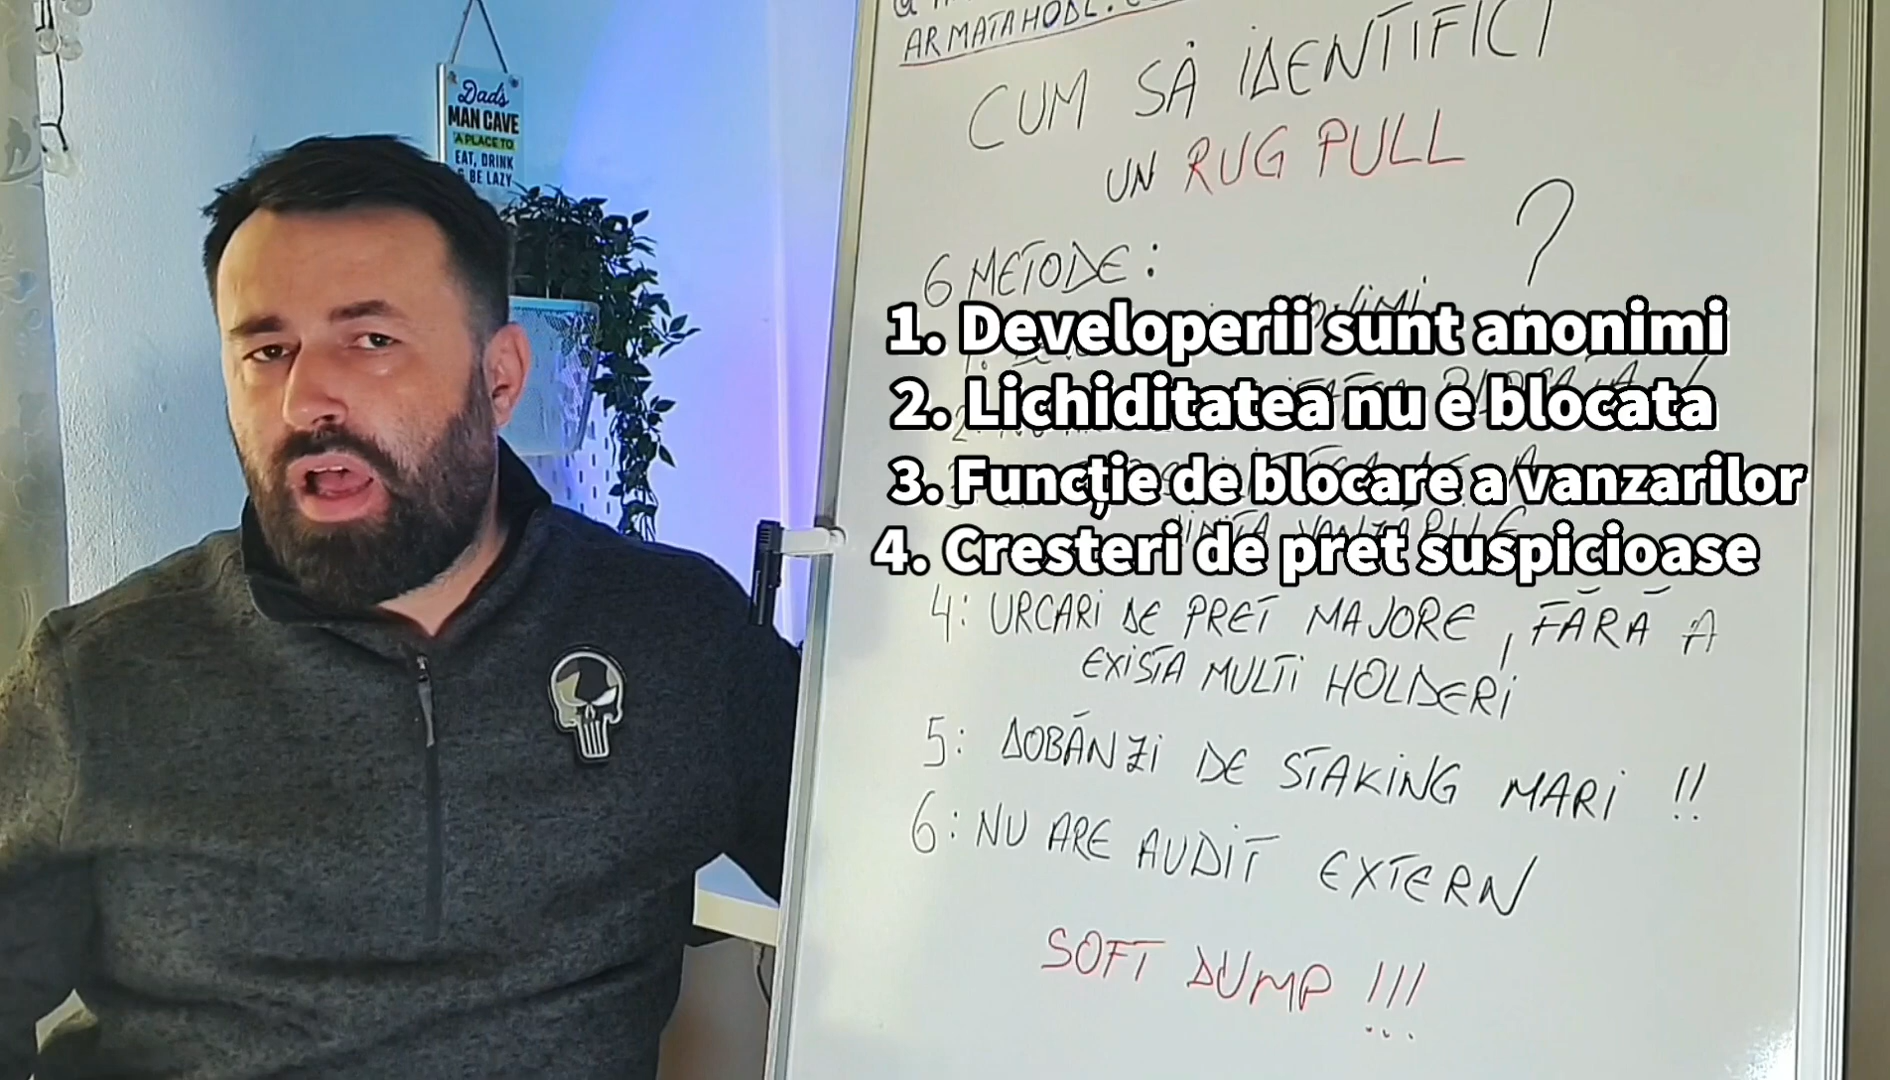 Dad's
MAN CAVE
A PLACE TO
EAT, DRINK
& BE LAZY
ARMATAHODL.
CUM SĂ IDENTIFICI
UN RUG PULL
?
6 METODE:
1. Developerii sunt anonimi
2. Lichiditatea nu e blocata
3. Funcție de blocare a vanzarilor
4. Cresteri de pret suspicioase
4: URCARI DE PRET MAJORE, FĂRĂ A
EXISTA MULTI HOLDERI
5: DOBÂNZI DE STAKING MARI !!
6: NU ARE AUDIT EXTERN
SOFT DUMP !!!